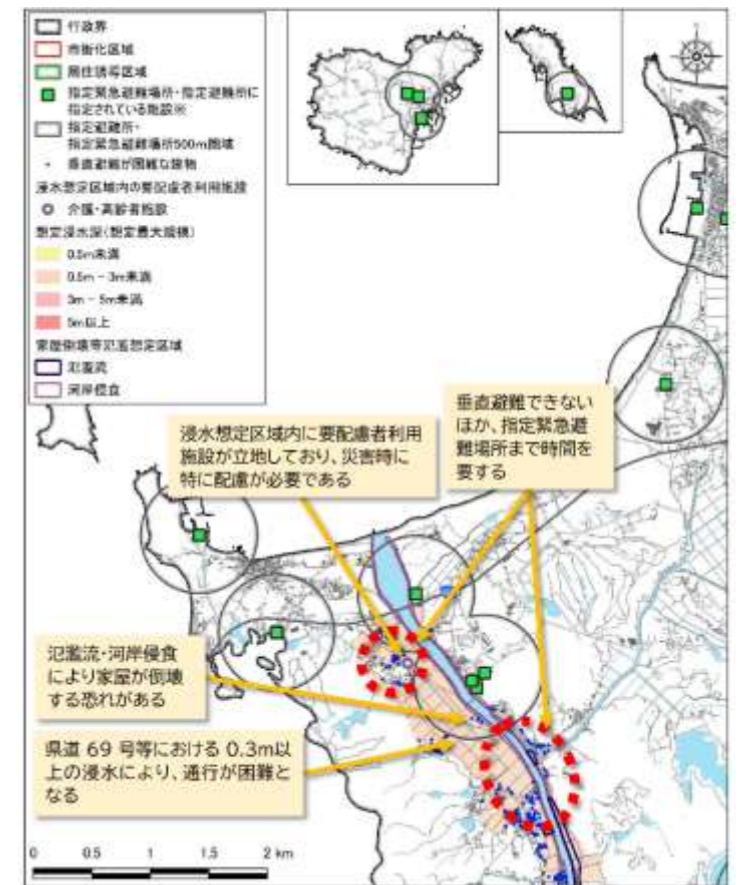 行政界
市街化区域
居住誘導区域
指定緊急避難場所・指定避難所に
指定されている施設※
指定避難所・
指定緊急避難場所500m圏域
垂直避難が困難な建物
浸水想定区域内の要配慮者利用施設
介護・高齢者施設
想定浸水深(想定最大規模)
0.5m未満
0.5m - 3m未満
3m - 5m未満
5m以上
家屋倒壊等氾濫想定区域
氾濫流
河岸侵食
垂直避難できない
ほか、指定緊急避
難場所まで時間を
要する
浸水想定区域内に要配慮者利用
施設が立地しており、災害時に
特に配慮が必要である
氾濫流・河岸侵食
により家屋が倒壊
する恐れがある
県道 69 号等における 0.3m以
上の浸水により、通行が困難と
なる
0 0.5 1 1.5 2 km